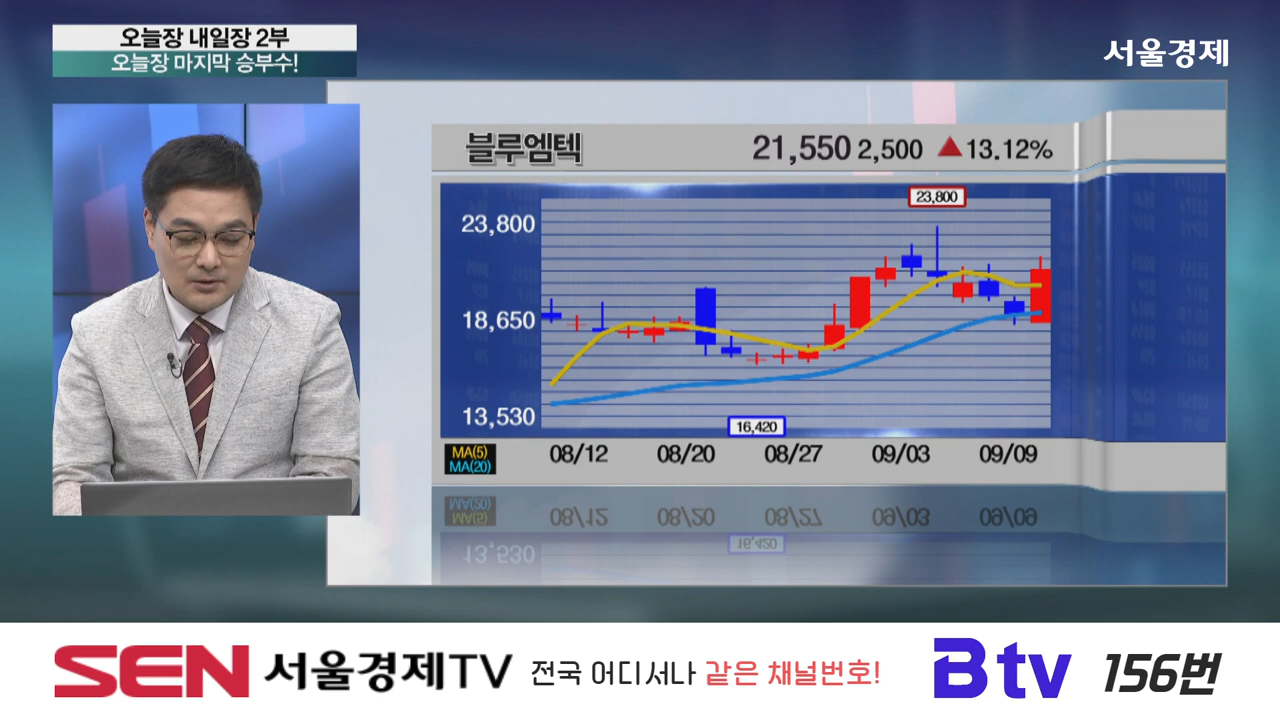 오늘장 내일장 2부
오늘장 마지막 승부수!
서울경제
블루엠텍 21,550 2,500 ▲13.12%
23,800
23,800
18,650
13,530
16,420
MA(5)
MA(20)
08/12 08/20 08/27 09/03 09/09
SEN 서울경제TV 전국 어디서나 같은 채널번호! B tv 156번